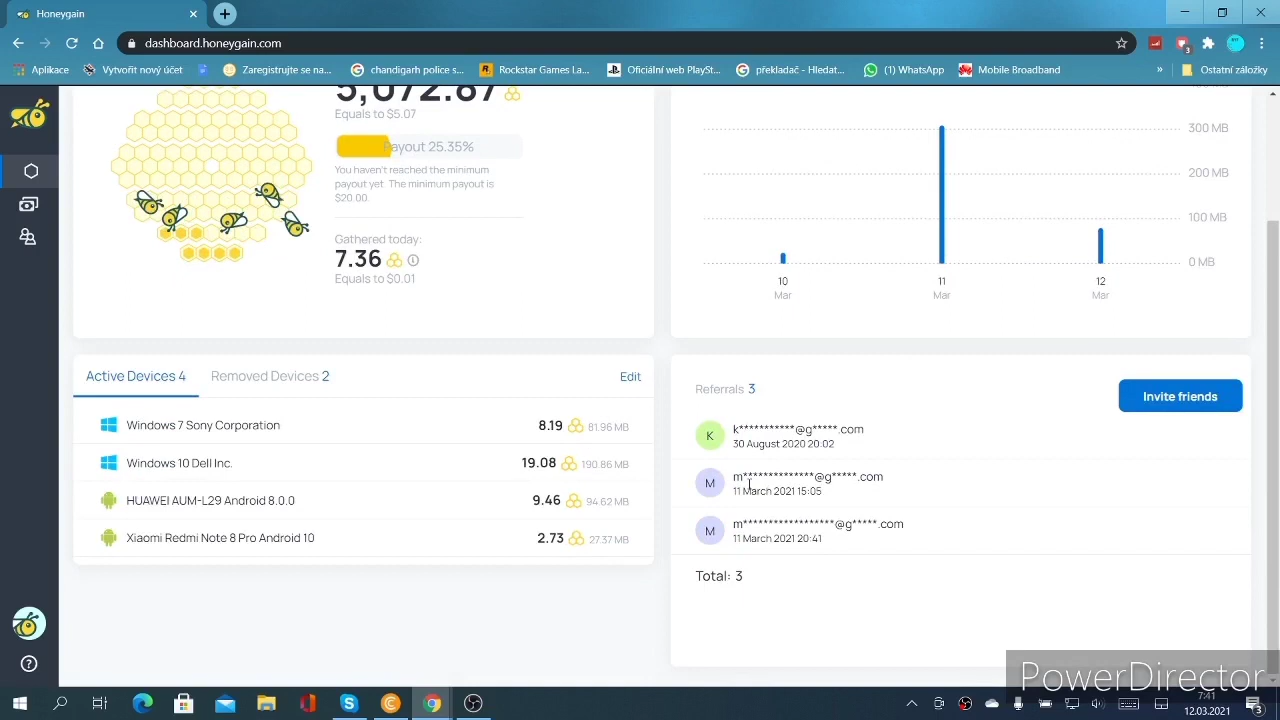 Honeygain
dashboard.honeygain.com
Aplikace
Vytvořit nový účet
Zaregistrujte se na...
chandigarh police s...
Rockstar Games La...
Oficiální web PlaySt...
překladač - Hledat...
(1) WhatsApp
Mobile Broadband
»
Ostatní záložky
5,072.87
Equals to $5.07
Payout 25.35%
You haven't reached the minimum
payout yet. The minimum payout is
$20.00.
Gathered today:
7.36
Equals to $0.01
300 MB
200 MB
100 MB
0 MB
10
Mar
11
Mar
12
Mar
Active Devices 4
Removed Devices 2
Edit
Windows 7 Sony Corporation 8.19 81.96 MB
Windows 10 Dell Inc. 19.08 190.86 MB
HUAWEI AUM-L29 Android 8.0.0 9.46 94.62 MB
Xiaomi Redmi Note 8 Pro Android 10 2.73 27.37 MB
Referrals 3
Invite friends
K
k***********@g*****.com
30 August 2020 20:02
M
m**************@g*****.com
11 March 2021 15:05
M
m*****************@g*****.com
11 March 2021 20:41
Total: 3
PowerDirector
7:41
12.03.2021
3